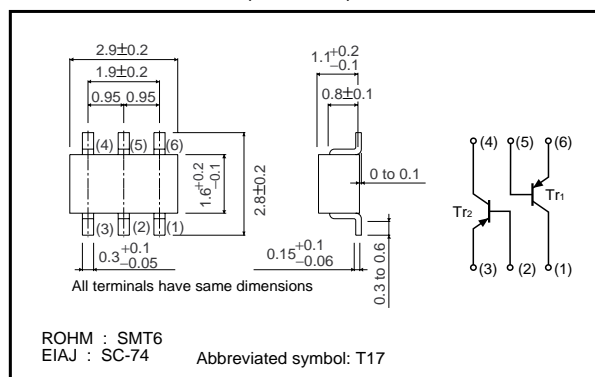 2.9±0.2
1.9±0.2
0.95 0.95
(4) (5) (6)
1.6+0.2−0.1
2.8±0.2
(3) (2) (1)
0.3+0.1−0.05
All terminals have same dimensions
1.1+0.2−0.1
0.8±0.1
0 to 0.1
0.15+0.1−0.06
0.3 to 0.6
(4) (5) (6)
Tr1
Tr2
(3) (2) (1)
ROHM : SMT6
EIAJ : SC-74
Abbreviated symbol: T17